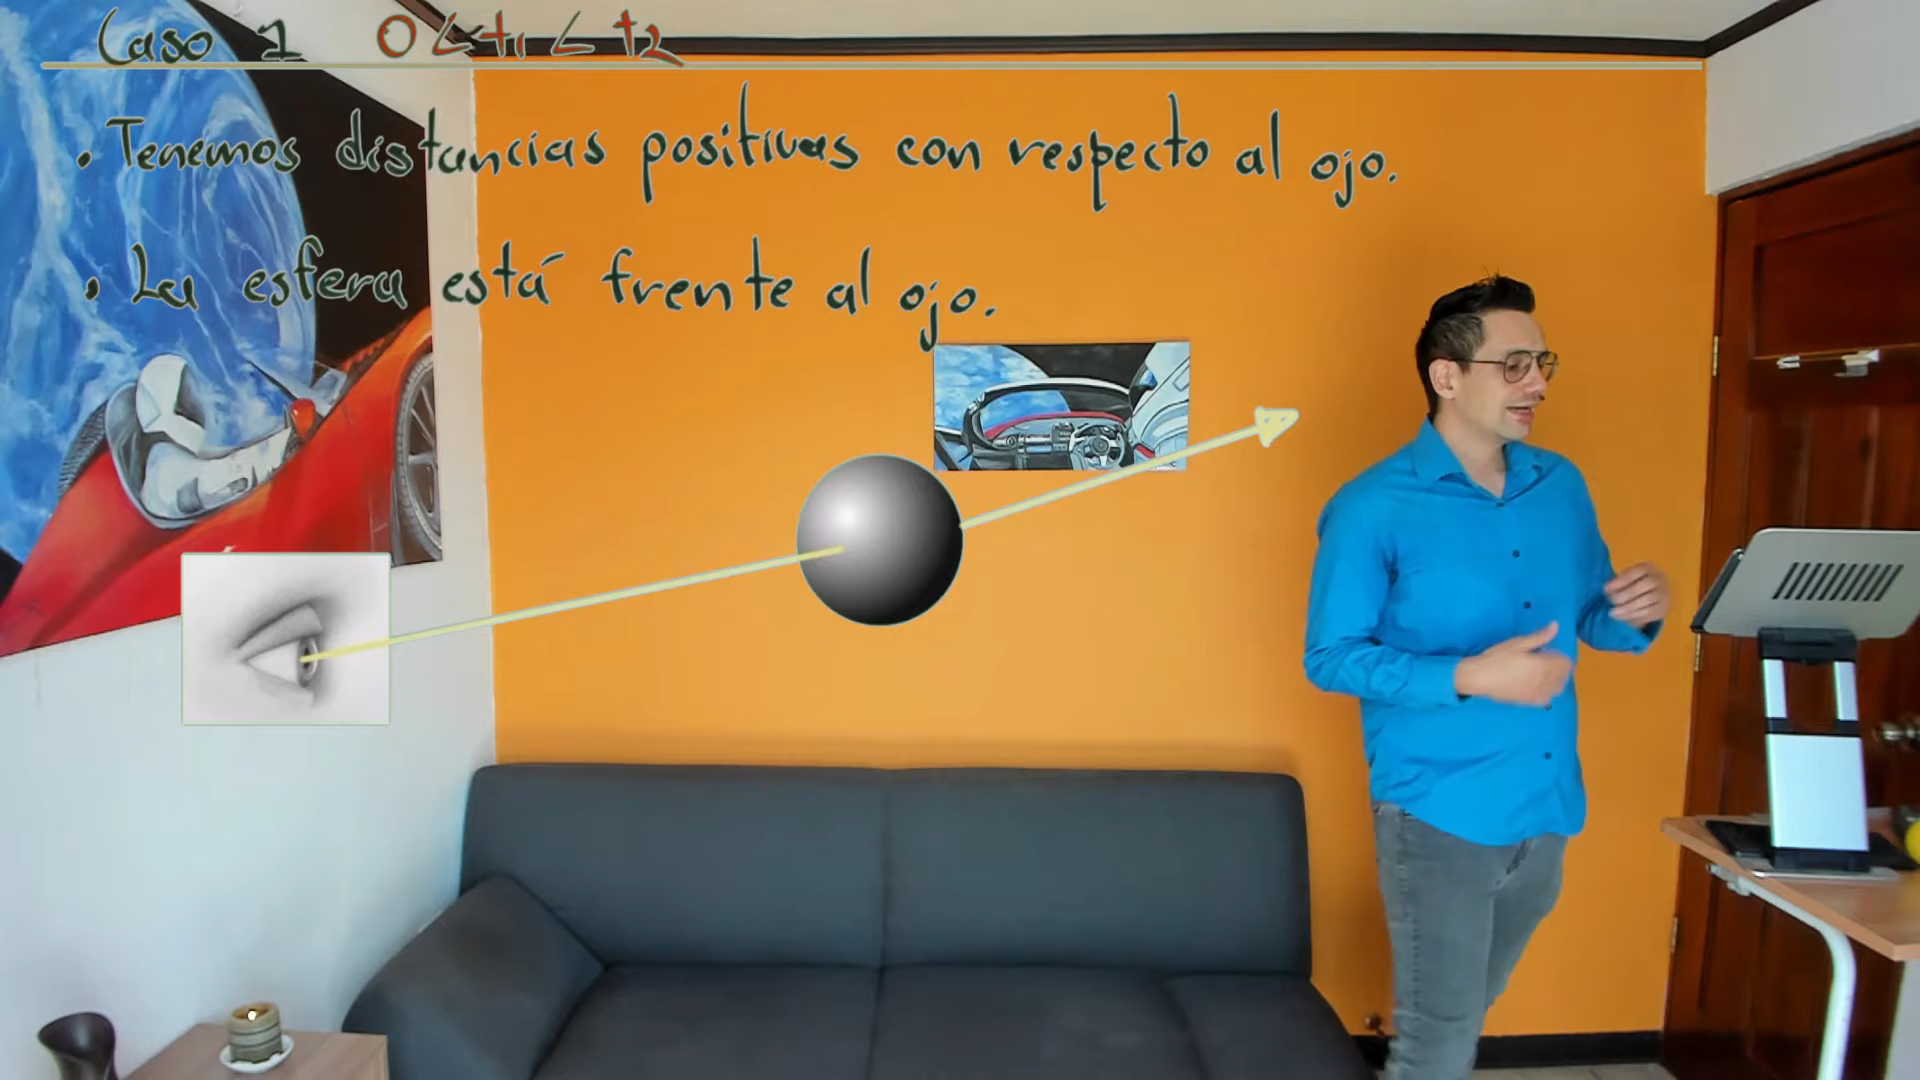 Caso 1 0 < t1 < t2
• Tenemos distancias positivas con respecto al ojo.
• La esfera está frente al ojo.